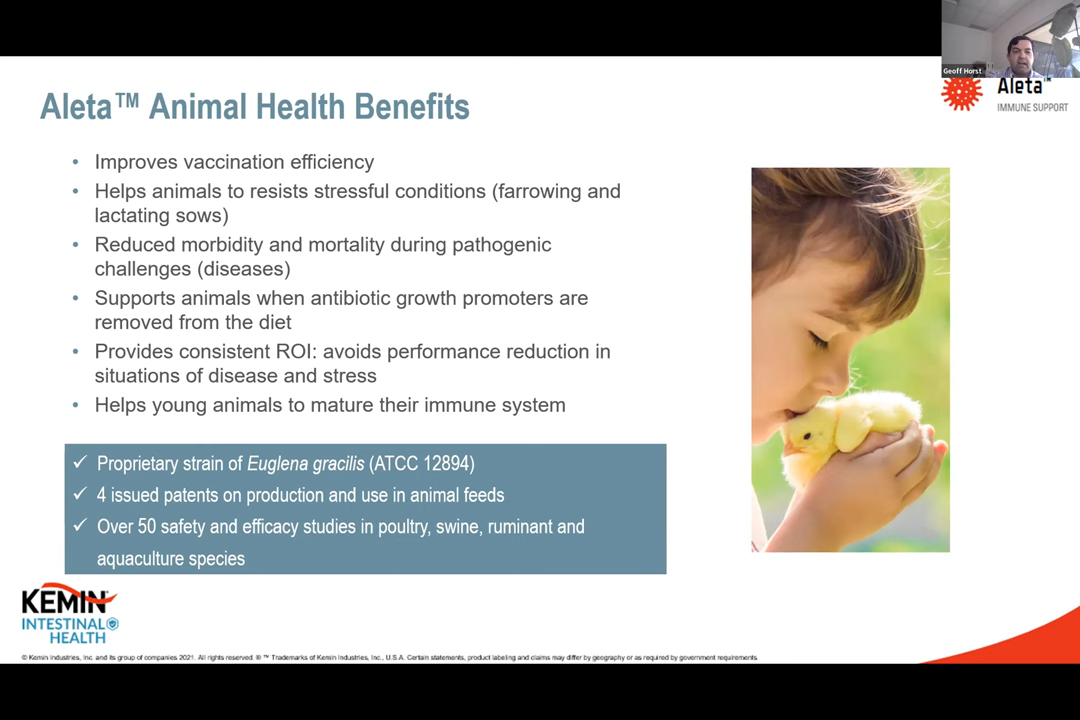 Geoff Horst
Aleta™
IMMUNE SUPPORT
Aleta™ Animal Health Benefits
• Improves vaccination efficiency
• Helps animals to resists stressful conditions (farrowing and
lactating sows)
• Reduced morbidity and mortality during pathogenic
challenges (diseases)
• Supports animals when antibiotic growth promoters are
removed from the diet
• Provides consistent ROI: avoids performance reduction in
situations of disease and stress
• Helps young animals to mature their immune system
✓ Proprietary strain of Euglena gracilis (ATCC 12894)
✓ 4 issued patents on production and use in animal feeds
✓ Over 50 safety and efficacy studies in poultry, swine, ruminant and
aquaculture species
KEMIN
INTESTINAL
HEALTH
© Kemin Industries, Inc. and its group of companies 2021. All rights reserved. ® ™ Trademarks of Kemin Industries, Inc., U.S.A. Certain statements, product labeling and claims may differ by geography or as required by government requirements.